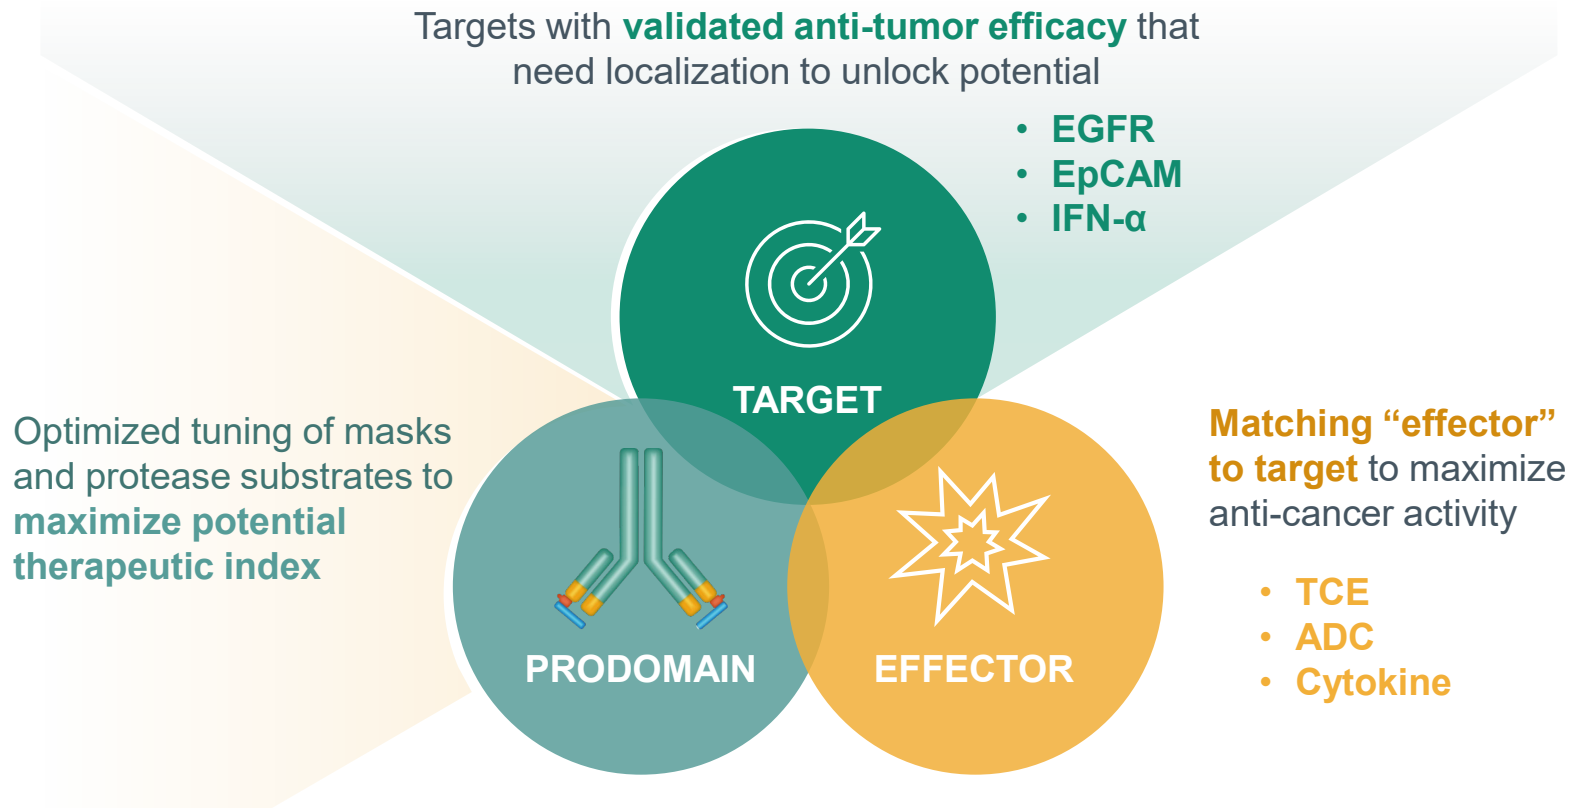 Targets with validated anti-tumor efficacy that
need localization to unlock potential
• EGFR
• EpCAM
• IFN-α
TARGET
Optimized tuning of masks
and protease substrates to
maximize potential
therapeutic index
PRODOMAIN
EFFECTOR
Matching “effector”
to target to maximize
anti-cancer activity
• TCE
• ADC
• Cytokine